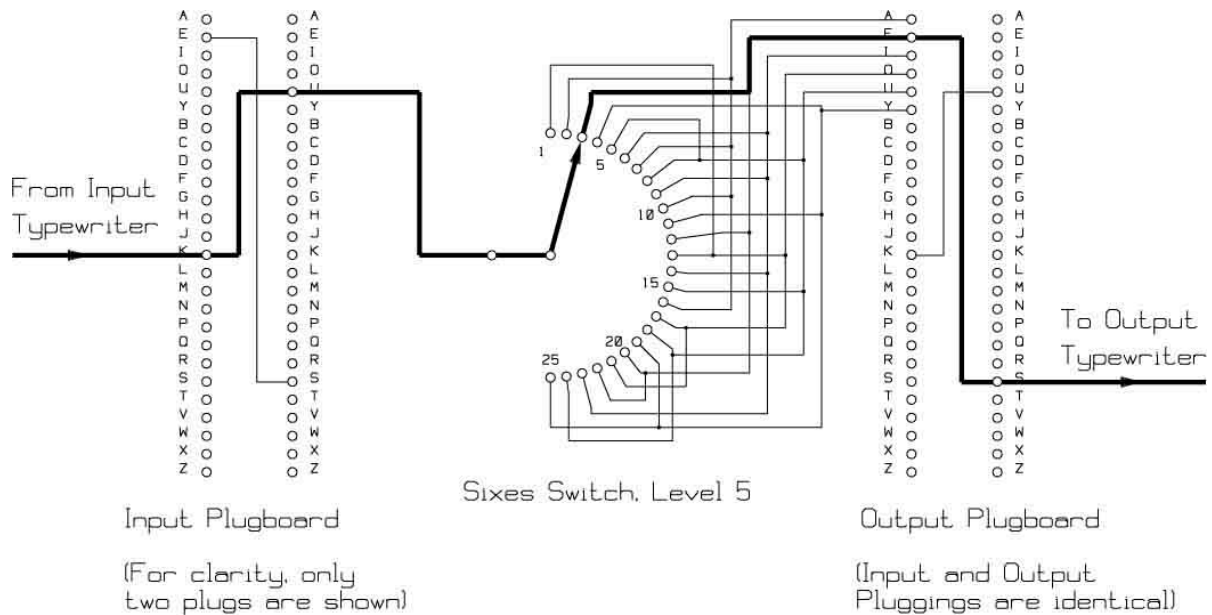 A A A A
E E E E
I I I I
O O O O
U U U U
Y Y Y Y
B B B B
C C C C
D D D D
F F F F
G G G G
H H H H
J J J J
K K K K
L L L L
M M M M
N N N N
P P P P
Q Q Q Q
R R R R
S S S S
T T T T
V V V V
W W W W
X X X X
Z Z Z Z
From Input
Typewriter
1
5
10
15
20
25
To Output
Typewriter
Sixes Switch, Level 5
Input Plugboard
(For clarity, only
two plugs are shown)
Output Plugboard
(Input and Output
Pluggings are identical)